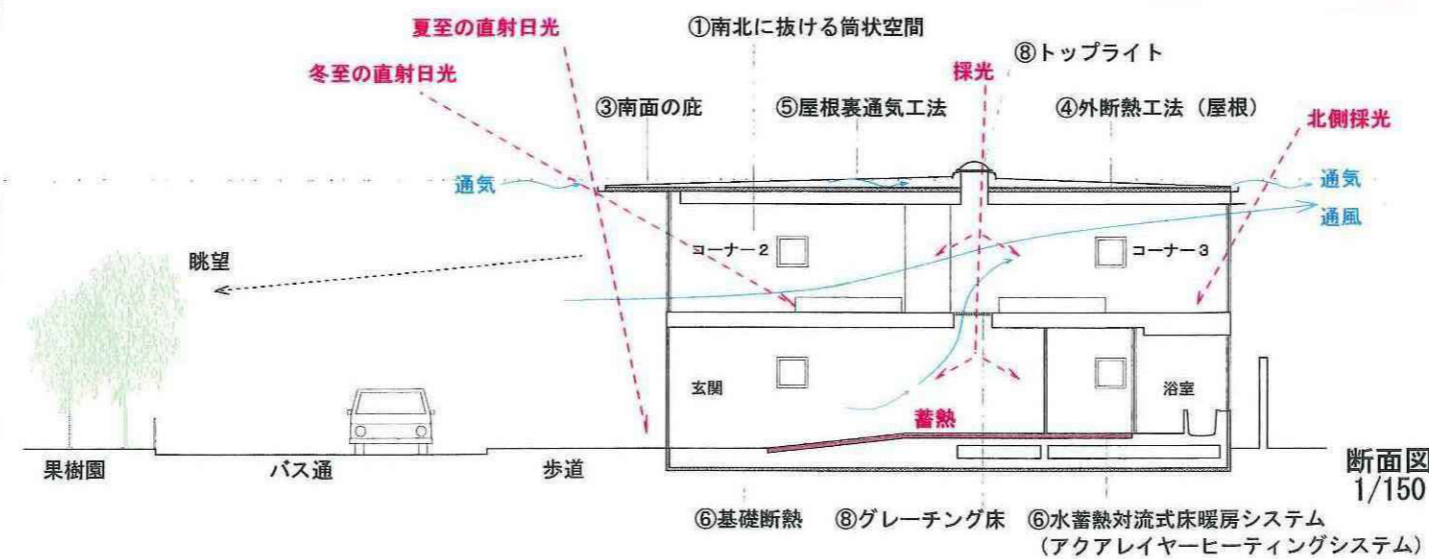 夏至の直射日光
①南北に抜ける筒状空間
⑧トップライト
冬至の直射日光
採光
③南面の庇
⑤屋根裏通気工法
④外断熱工法（屋根）
北側採光
通気
通気
通風
コーナー2
コーナー3
眺望
玄関
浴室
蓄熱
果樹園
バス通
歩道
断面図
1/150
⑥基礎断熱
⑧グレーチング床
⑥水蓄熱対流式床暖房システム
（アクアレイヤーヒーティングシステム）